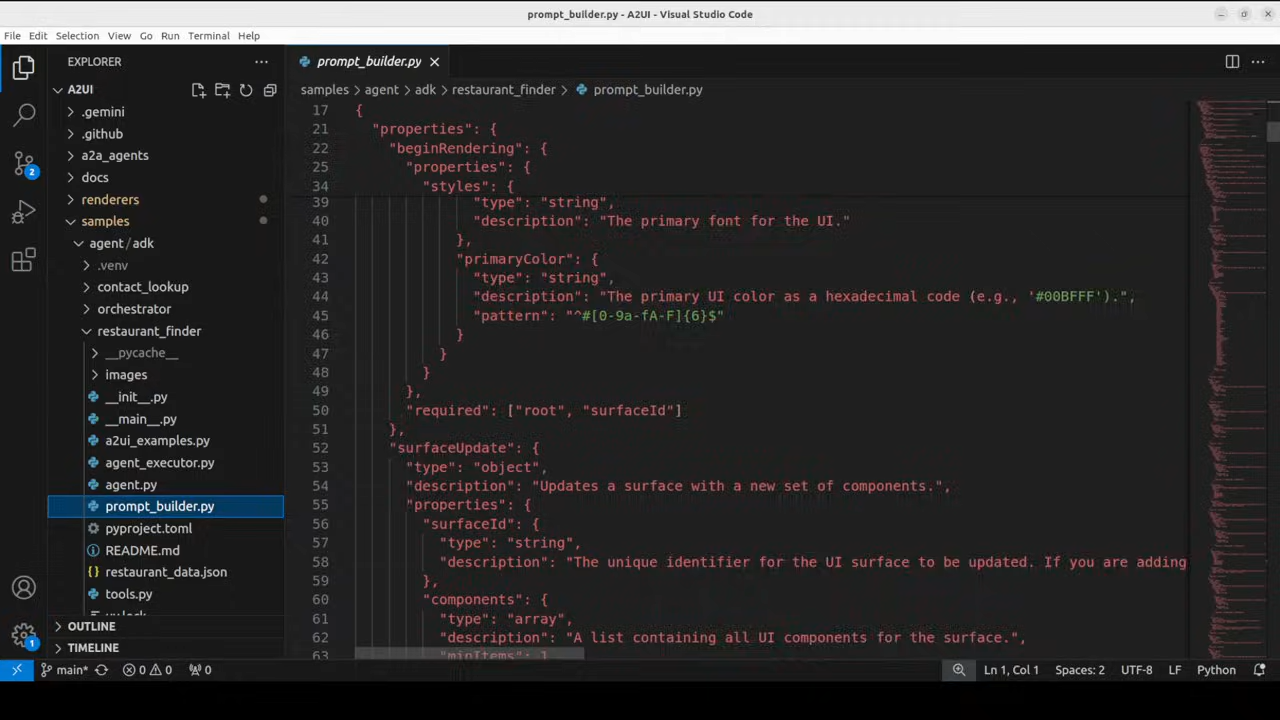 prompt_builder.py - A2UI - Visual Studio Code
File Edit Selection View Go Run Terminal Help
EXPLORER
A2UI
.gemini
.github
a2a_agents
docs
renderers
samples
agent/adk
.venv
contact_lookup
orchestrator
restaurant_finder
__pycache__
images
__init__.py
__main__.py
a2ui_examples.py
agent_executor.py
agent.py
prompt_builder.py
pyproject.toml
README.md
restaurant_data.json
tools.py
uv.lock
OUTLINE
TIMELINE
2
1
prompt_builder.py
samples > agent > adk > restaurant_finder > prompt_builder.py
17 {
21 "properties": {
22 "beginRendering": {
25 "properties": {
34 "styles": {
39 "type": "string",
40 "description": "The primary font for the UI."
41 },
42 "primaryColor": {
43 "type": "string",
44 "description": "The primary UI color as a hexadecimal code (e.g., '#00BFFF').",
45 "pattern": "^#[0-9a-fA-F]{6}$"
46 }
47 }
48 }
49 },
50 "required": ["root", "surfaceId"]
51 },
52 "surfaceUpdate": {
53 "type": "object",
54 "description": "Updates a surface with a new set of components.",
55 "properties": {
56 "surfaceId": {
57 "type": "string",
58 "description": "The unique identifier for the UI surface to be updated. If you are adding
59 },
60 "components": {
61 "type": "array",
62 "description": "A list containing all UI components for the surface.",
63 "minItems": 1
main* 0 0 0 Ln 1, Col 1 Spaces: 2 UTF-8 LF Python